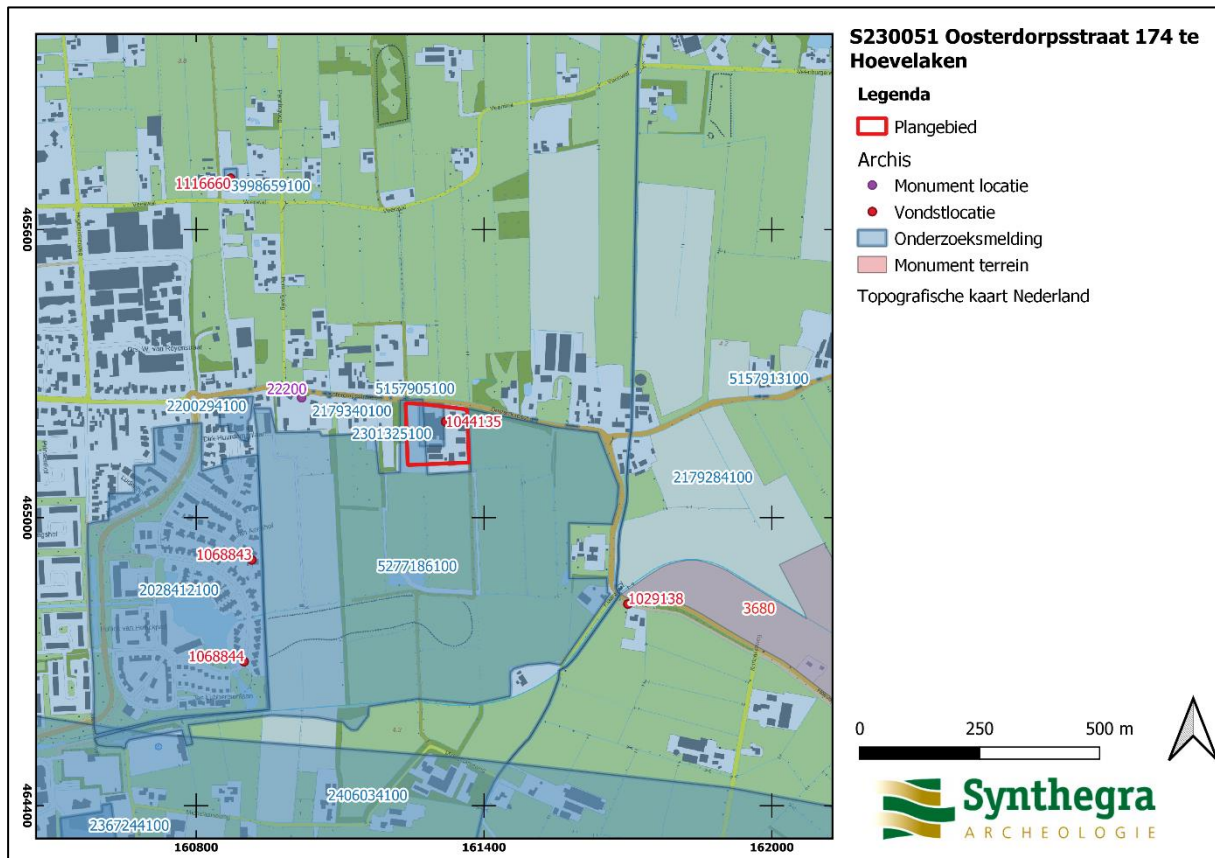 S230051 Oosterdorpsstraat 174 te
Hoevelaken
Legenda
Plangebied
Archis
Monument locatie
Vondstlocatie
Onderzoeksmelding
Monument terrein
Topografische kaart Nederland
1116660
3998659100
465600
22200
5157905100
5157913100
2200294100
2179340100
2301325100
1044135
2179284100
465000
1068843
5277186100
2028412100
1029138
3680
1068844
2406034100
2367244100
464400
160800
161400
162000
0
250
500 m
Synthegra
ARCHEOLOGIE